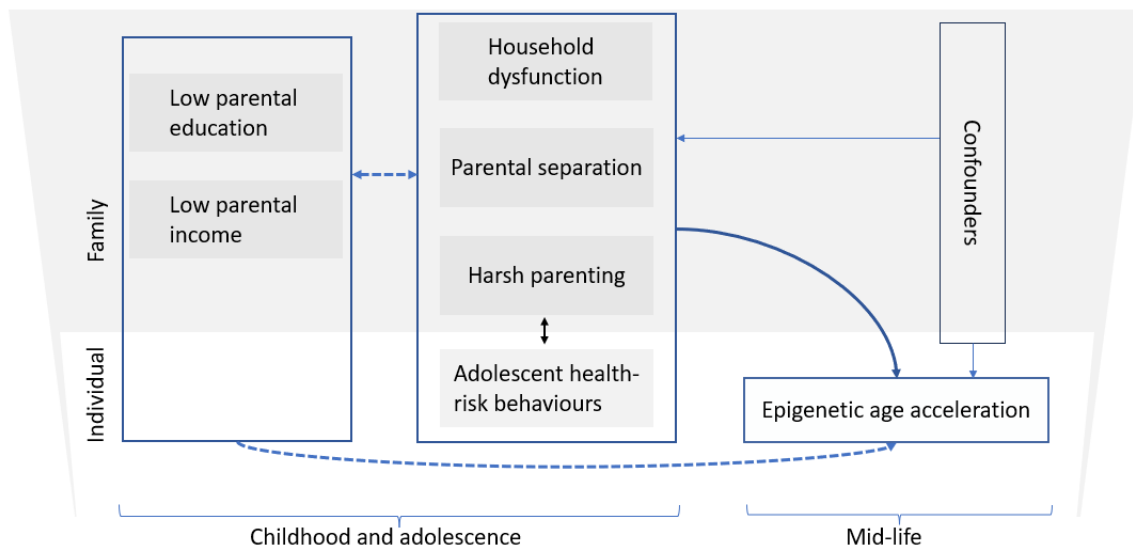 Family
Individual
Low parental
education
Low parental
income
Household
dysfunction
Parental separation
Harsh parenting
Adolescent health-
risk behaviours
Confounders
Epigenetic age acceleration
Childhood and adolescence
Mid-life